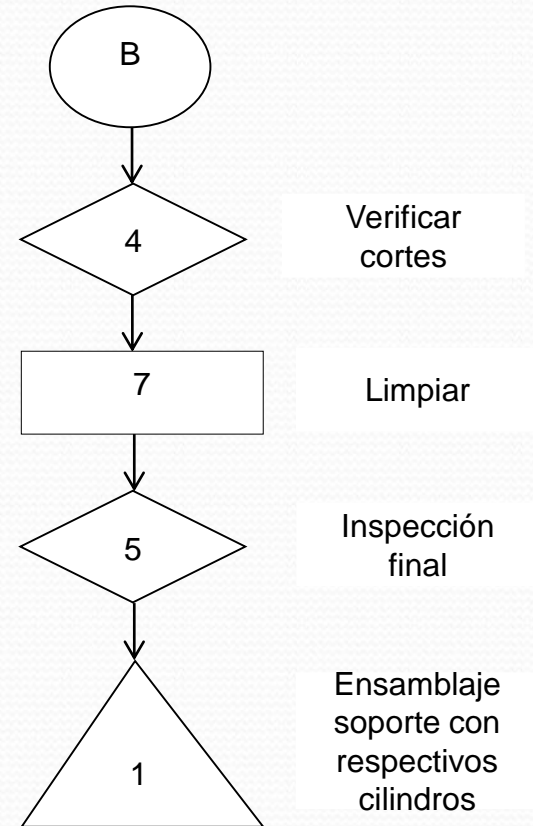 B
4
Verificar
cortes
7
Limpiar
5
Inspección
final
1
Ensamblaje
soporte con
respectivos
cilindros